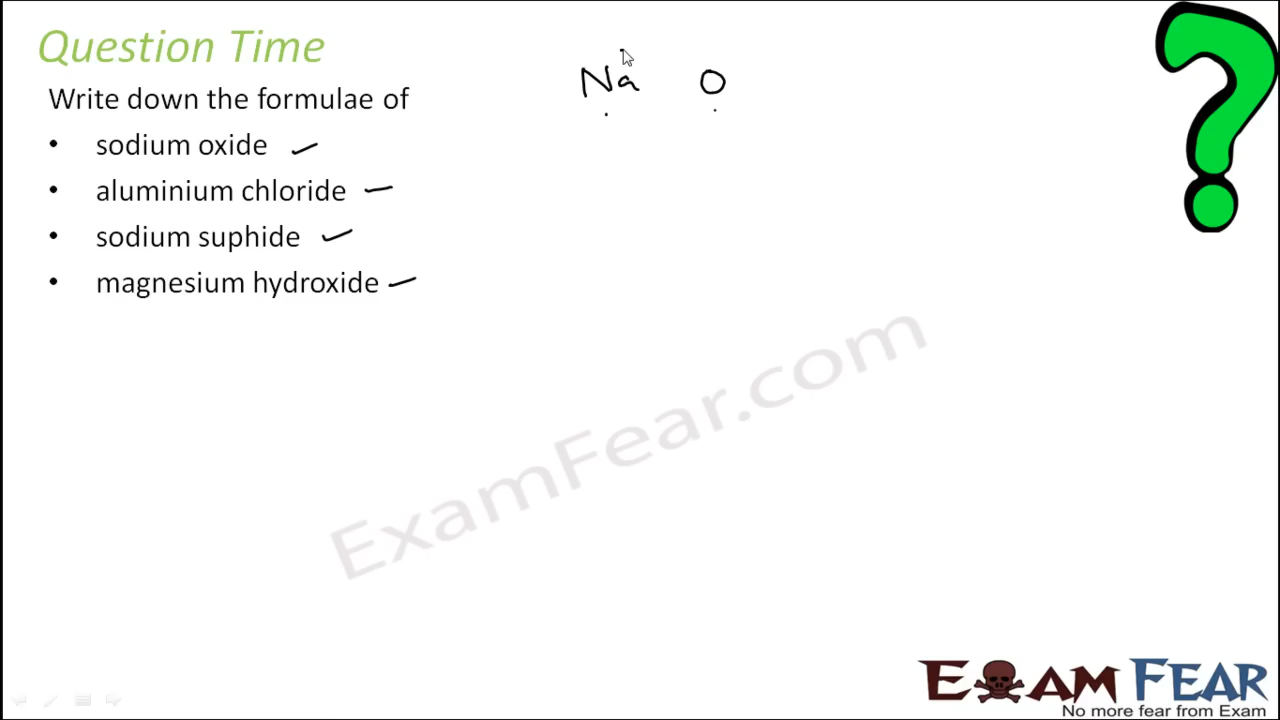 Question Time
Write down the formulae of
• sodium oxide
• aluminium chloride
• sodium suphide
• magnesium hydroxide
Na O
ExamFear.com
EXAM FEAR
No more fear from Exam